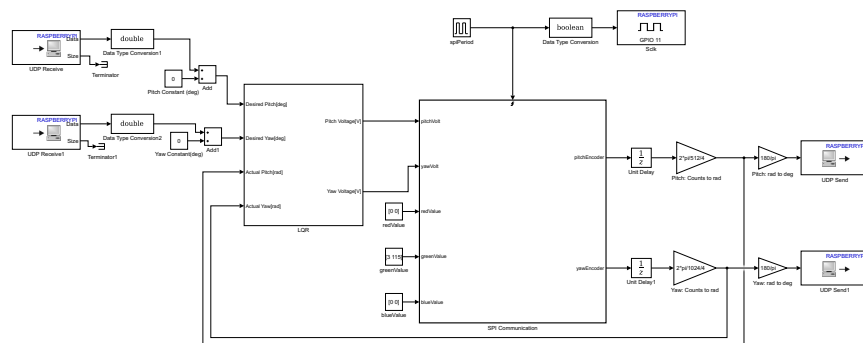 RASPBERRYPI
Data
Size
UDP Receive
double
Data Type Conversion1
Terminator
0
Pitch Constant (deg)
Add
RASPBERRYPI
Data
Size
UDP Receive1
double
Data Type Conversion2
Terminator1
0
Yaw Constant(deg)
Add1
Desired Pitch[deg]
Desired Yaw[deg]
Actual Pitch[rad]
Actual Yaw[rad]
Pitch Voltage[V]
Yaw Voltage[V]
LQR
spiPeriod
boolean
Data Type Conversion
RASPBERRYPI
GPIO 11
Sclk
[0 0]
redValue
[3 115]
greenValue
[0 0]
blueValue
pitchVolt
yawVolt
redValue
greenValue
blueValue
pitchEncoder
yawEncoder
SPI Communication
1
z
Unit Delay
2*pi/512/4
Pitch: Counts to rad
180/pi
Pitch: rad to deg
RASPBERRYP
UDP Send
1
z
Unit Delay1
2*pi/1024/4
Yaw: Counts to rad
180/pi
Yaw: rad to deg
RASPBERRYP
UDP Send1